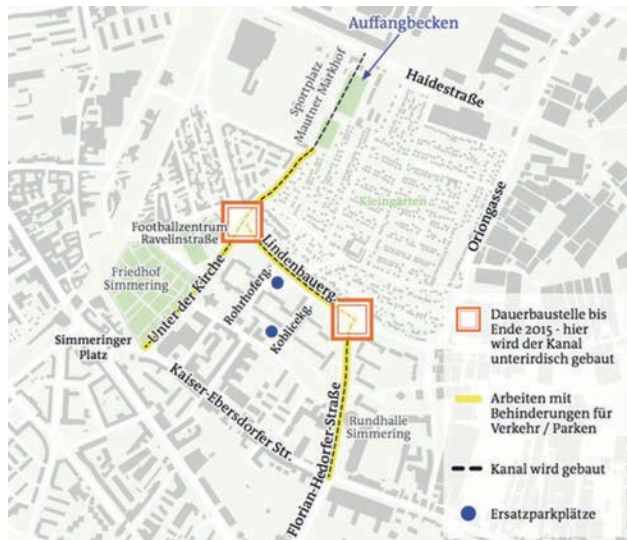 Auffangbecken
Haidestraße
Sportplatz
Mautner Markhof
Kleingärten
Oriongasse
Footballzentrum
Ravelinstraße
Friedhof
Simmering
Unter der Kirche
Lindenbauerg.
Rohrhoferg.
Koblicekg.
Simmeringer
Platz
Kaiser-Ebersdorfer Str.
Rundhalle
Simmering
Florian-Hedorfer-Straße
Dauerbaustelle bis
Ende 2015 - hier
wird der Kanal
unterirdisch gebaut
Arbeiten mit
Behinderungen für
Verkehr / Parken
Kanal wird gebaut
Ersatzparkplätze